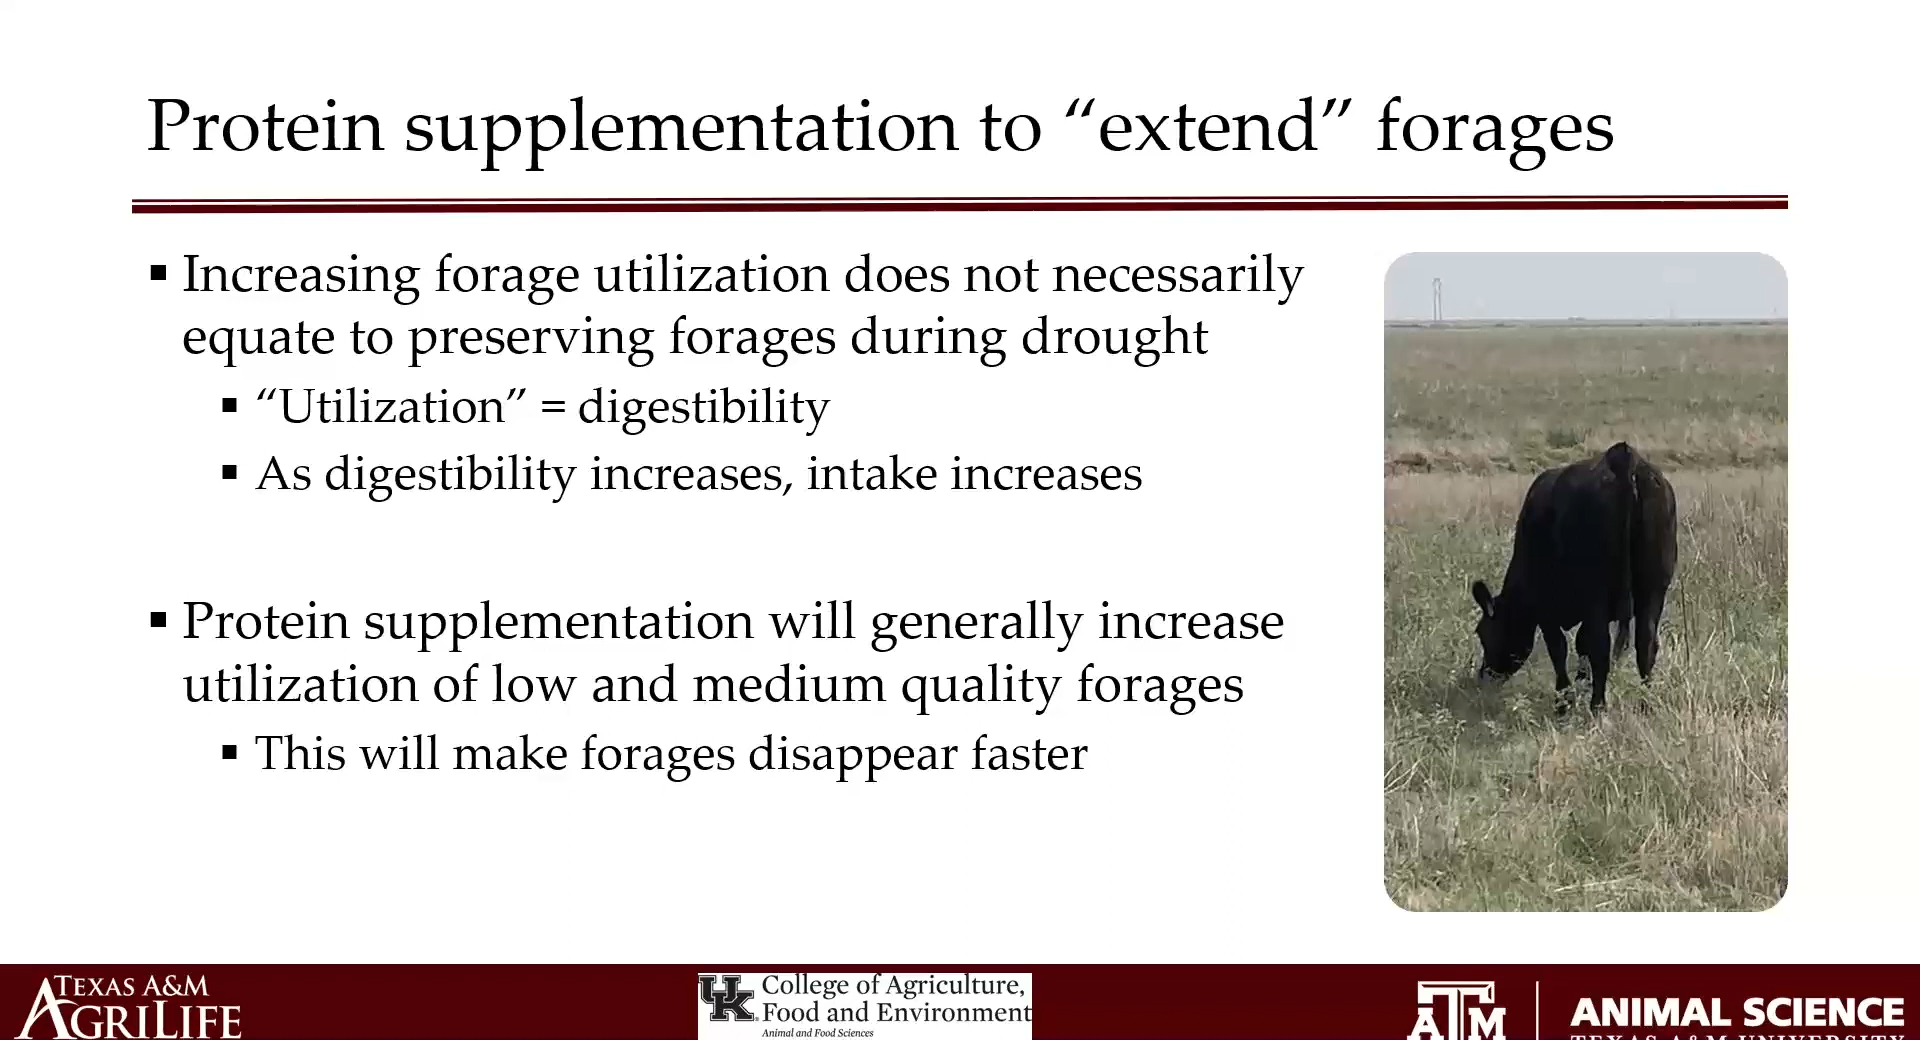 Protein supplementation to “extend” forages
▪ Increasing forage utilization does not necessarily
equate to preserving forages during drought
▪ “Utilization” = digestibility
▪ As digestibility increases, intake increases
▪ Protein supplementation will generally increase
utilization of low and medium quality forages
▪ This will make forages disappear faster
TEXAS A&M
AGRILIFE
UK
College of Agriculture,
Food and Environment
Animal and Food Sciences
ATM
ANIMAL SCIENCE
TEXAS A&M UNIVERSITY